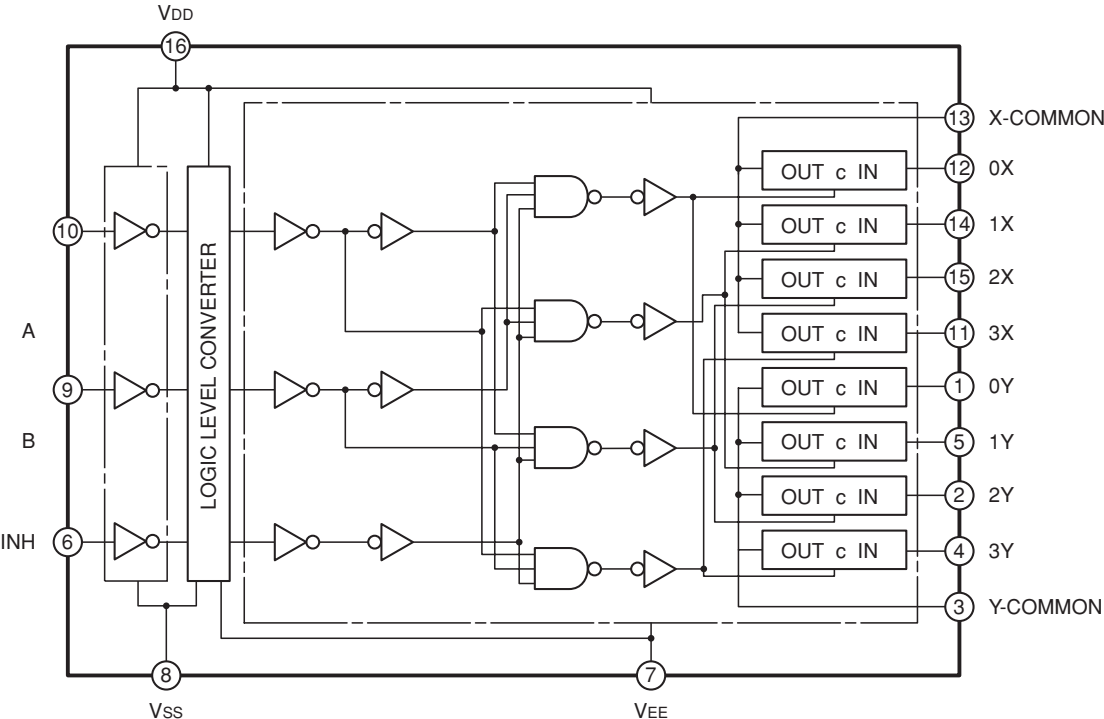 VDD
16
13 X-COMMON
OUT c IN 12 0X
OUT c IN 14 1X
10
OUT c IN 15 2X
A
OUT c IN 11 3X
LOGIC LEVEL CONVERTER
9
OUT c IN 1 0Y
B
OUT c IN 5 1Y
OUT c IN 2 2Y
INH 6
OUT c IN 4 3Y
3 Y-COMMON
8
7
VSS
VEE